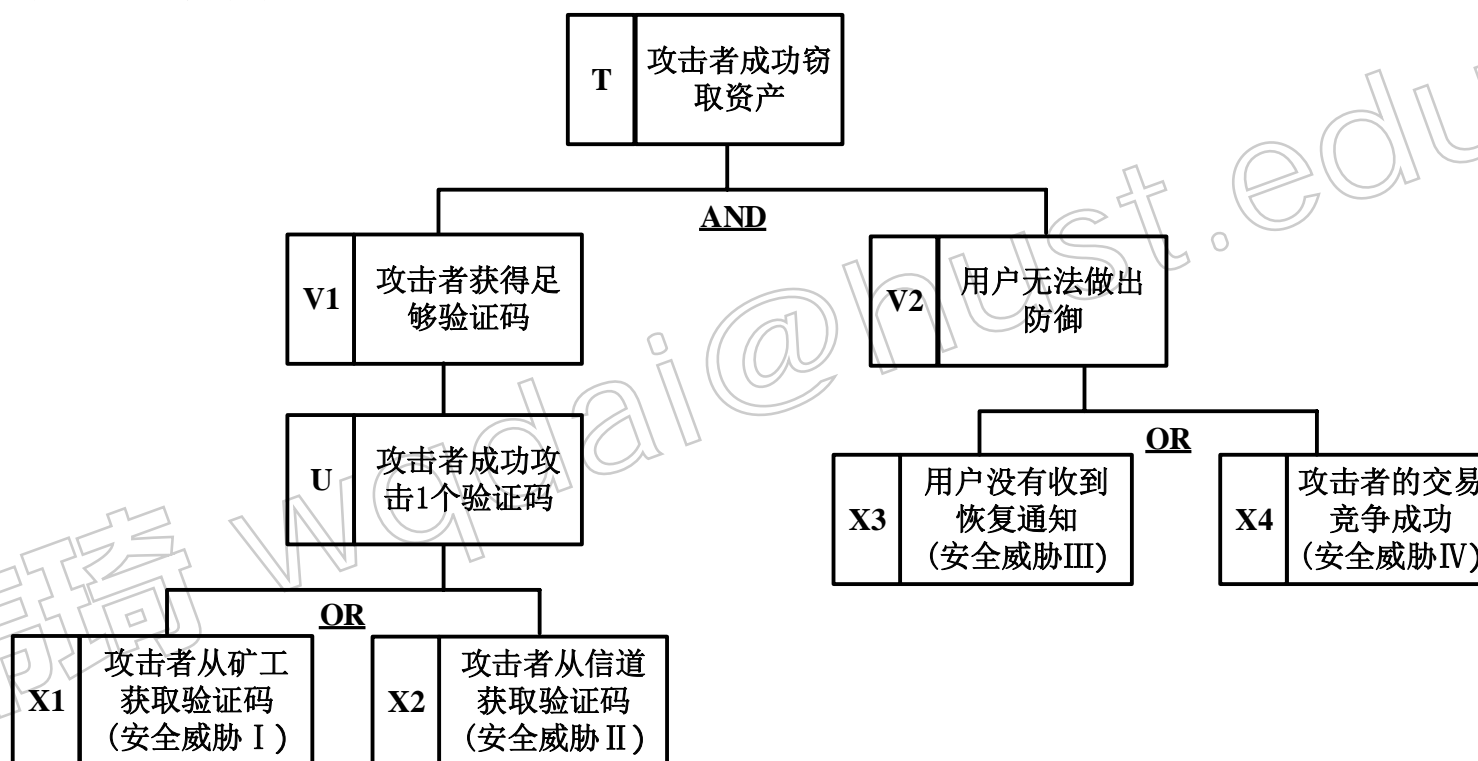 T
攻击者成功窃
取资产
AND
V1
攻击者获得足
够验证码
V2
用户无法做出
防御
U
攻击者成功攻
击1个验证码
OR
X3
用户没有收到
恢复通知
(安全威胁Ⅲ)
X4
攻击者的交易
竞争成功
(安全威胁Ⅳ)
OR
X1
攻击者从矿工
获取验证码
(安全威胁Ⅰ)
X2
攻击者从信道
获取验证码
(安全威胁Ⅱ)
琦 wqdai@hust.edu